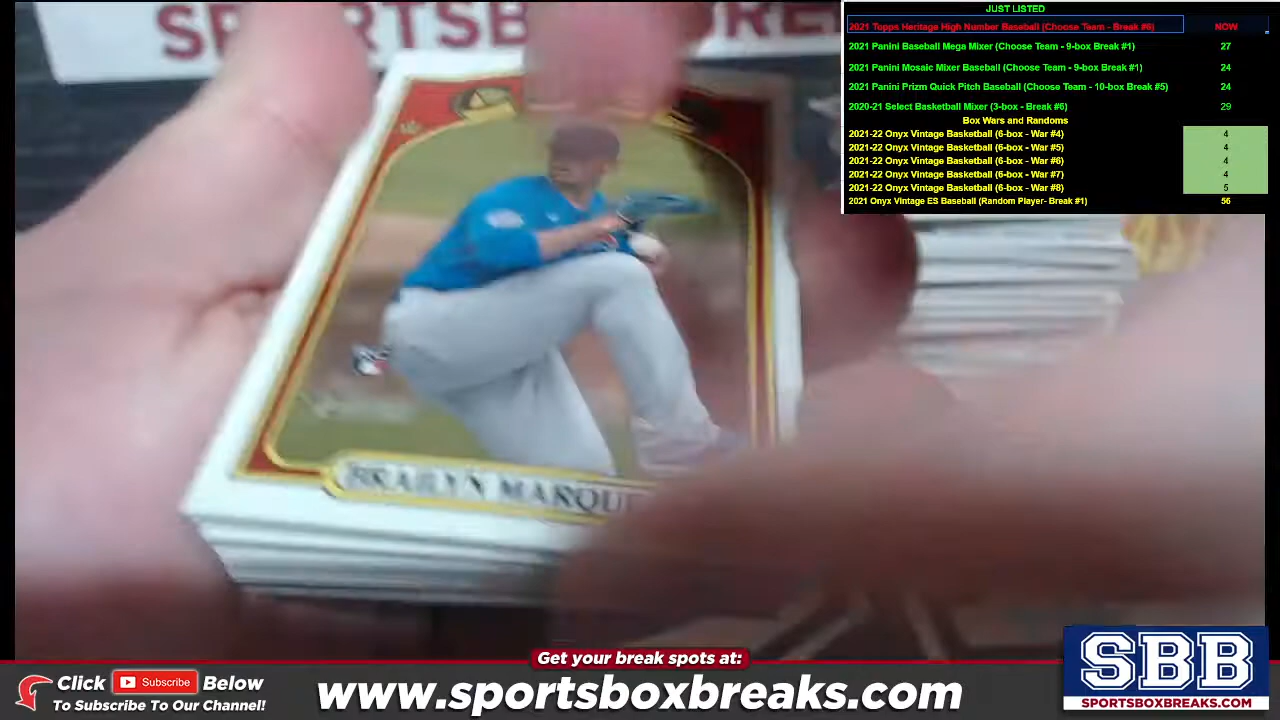 JUST LISTED
2021 Topps Heritage High Number Baseball (Choose Team - Break #6) NOW
2021 Panini Baseball Mega Mixer (Choose Team - 9-box Break #1) 27
2021 Panini Mosaic Mixer Baseball (Choose Team - 9-box Break #1) 24
2021 Panini Prizm Quick Pitch Baseball (Choose Team - 10-box Break #5) 24
2020-21 Select Basketball Mixer (3-box - Break #6) 29
Box Wars and Randoms
2021-22 Onyx Vintage Basketball (6-box - War #4) 4
2021-22 Onyx Vintage Basketball (6-box - War #5) 4
2021-22 Onyx Vintage Basketball (6-box - War #6) 4
2021-22 Onyx Vintage Basketball (6-box - War #7) 4
2021-22 Onyx Vintage Basketball (6-box - War #8) 5
2021 Onyx Vintage ES Baseball (Random Player- Break #1) 56
BRAILYN MARQU
Get your break spots at:
Click Subscribe Below
To Subscribe To Our Channel!
www.sportsboxbreaks.com
SBB
SPORTSBOXBREAKS.COM